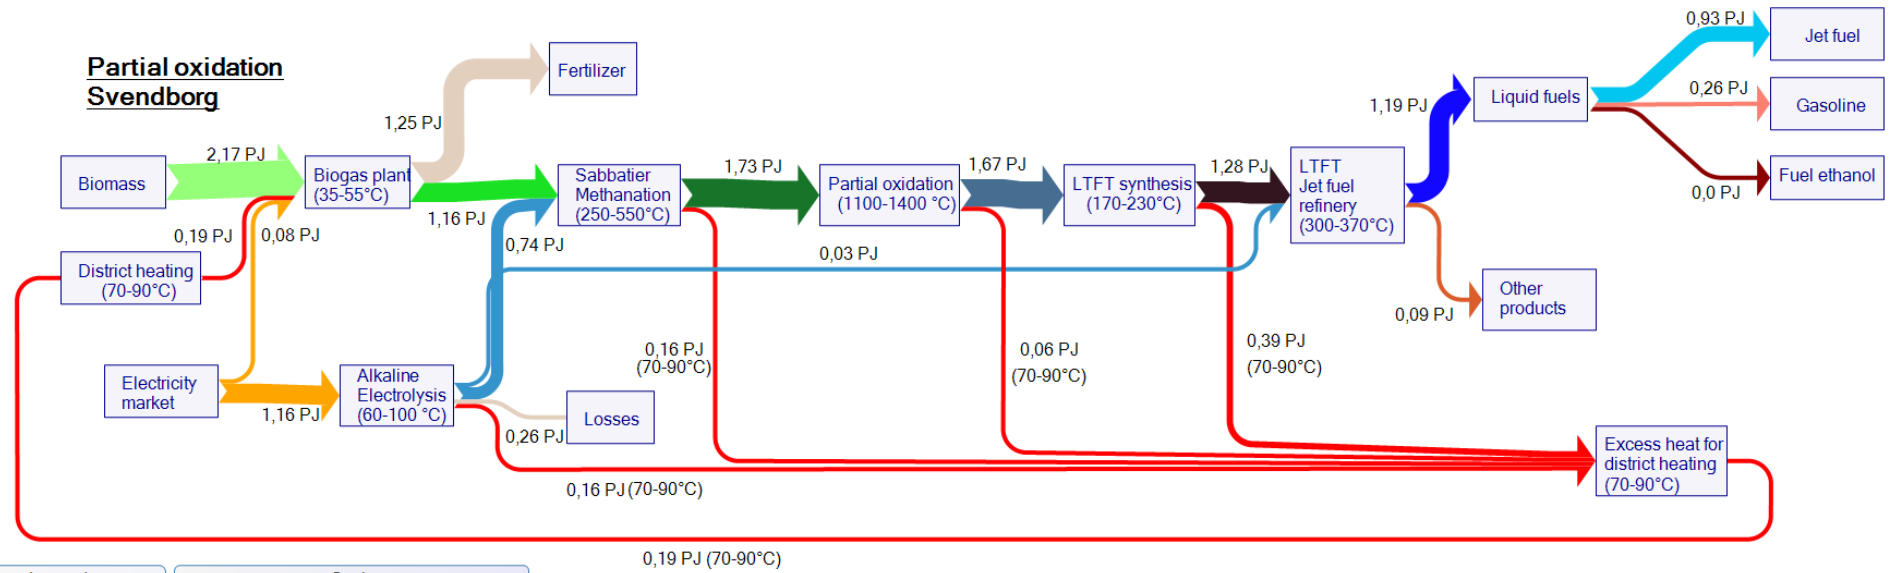 Partial oxidation
Svendborg
Biomass
2,17 PJ
District heating
(70-90°C)
0,19 PJ
0,08 PJ
Electricity
market
1,16 PJ
Biogas plant
(35-55°C)
1,25 PJ
Fertilizer
1,16 PJ
Alkaline
Electrolysis
(60-100 °C)
0,74 PJ
0,03 PJ
Losses
0,26 PJ
0,16 PJ (70-90°C)
Sabbatier
Methanation
(250-550°C)
1,73 PJ
0,16 PJ
(70-90°C)
Partial oxidation
(1100-1400 °C)
1,67 PJ
0,06 PJ
(70-90°C)
LTFT synthesis
(170-230°C)
1,28 PJ
0,39 PJ
(70-90°C)
LTFT
Jet fuel
refinery
(300-370°C)
1,19 PJ
0,09 PJ
Other
products
Liquid fuels
0,93 PJ
Jet fuel
0,26 PJ
Gasoline
0,0 PJ
Fuel ethanol
Excess heat for
district heating
(70-90°C)
0,19 PJ (70-90°C)